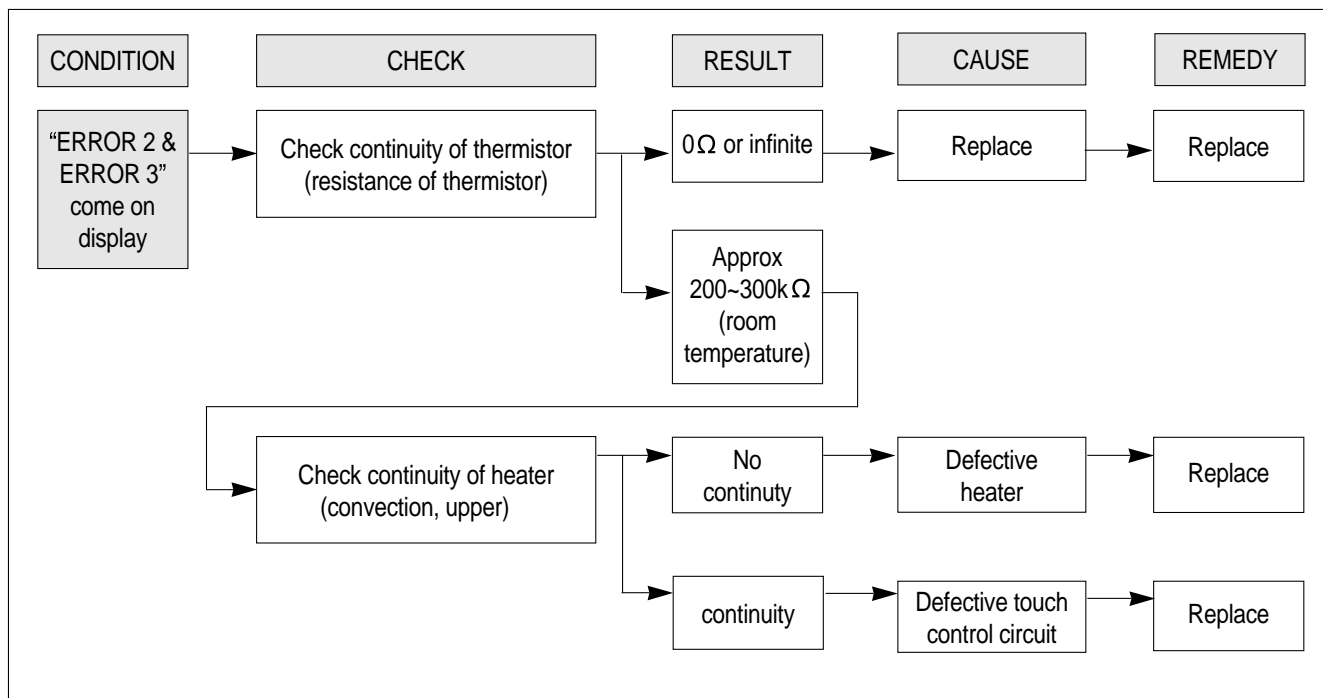 CONDITION
CHECK
RESULT
CAUSE
REMEDY
“ERROR 2 &
ERROR 3”
come on
display
Check continuity of thermistor
(resistance of thermistor)
0Ω or infinite
Replace
Replace
Approx
200~300kΩ
(room
temperature)
Check continuity of heater
(convection, upper)
No
continuty
Defective
heater
Replace
continuity
Defective touch
control circuit
Replace